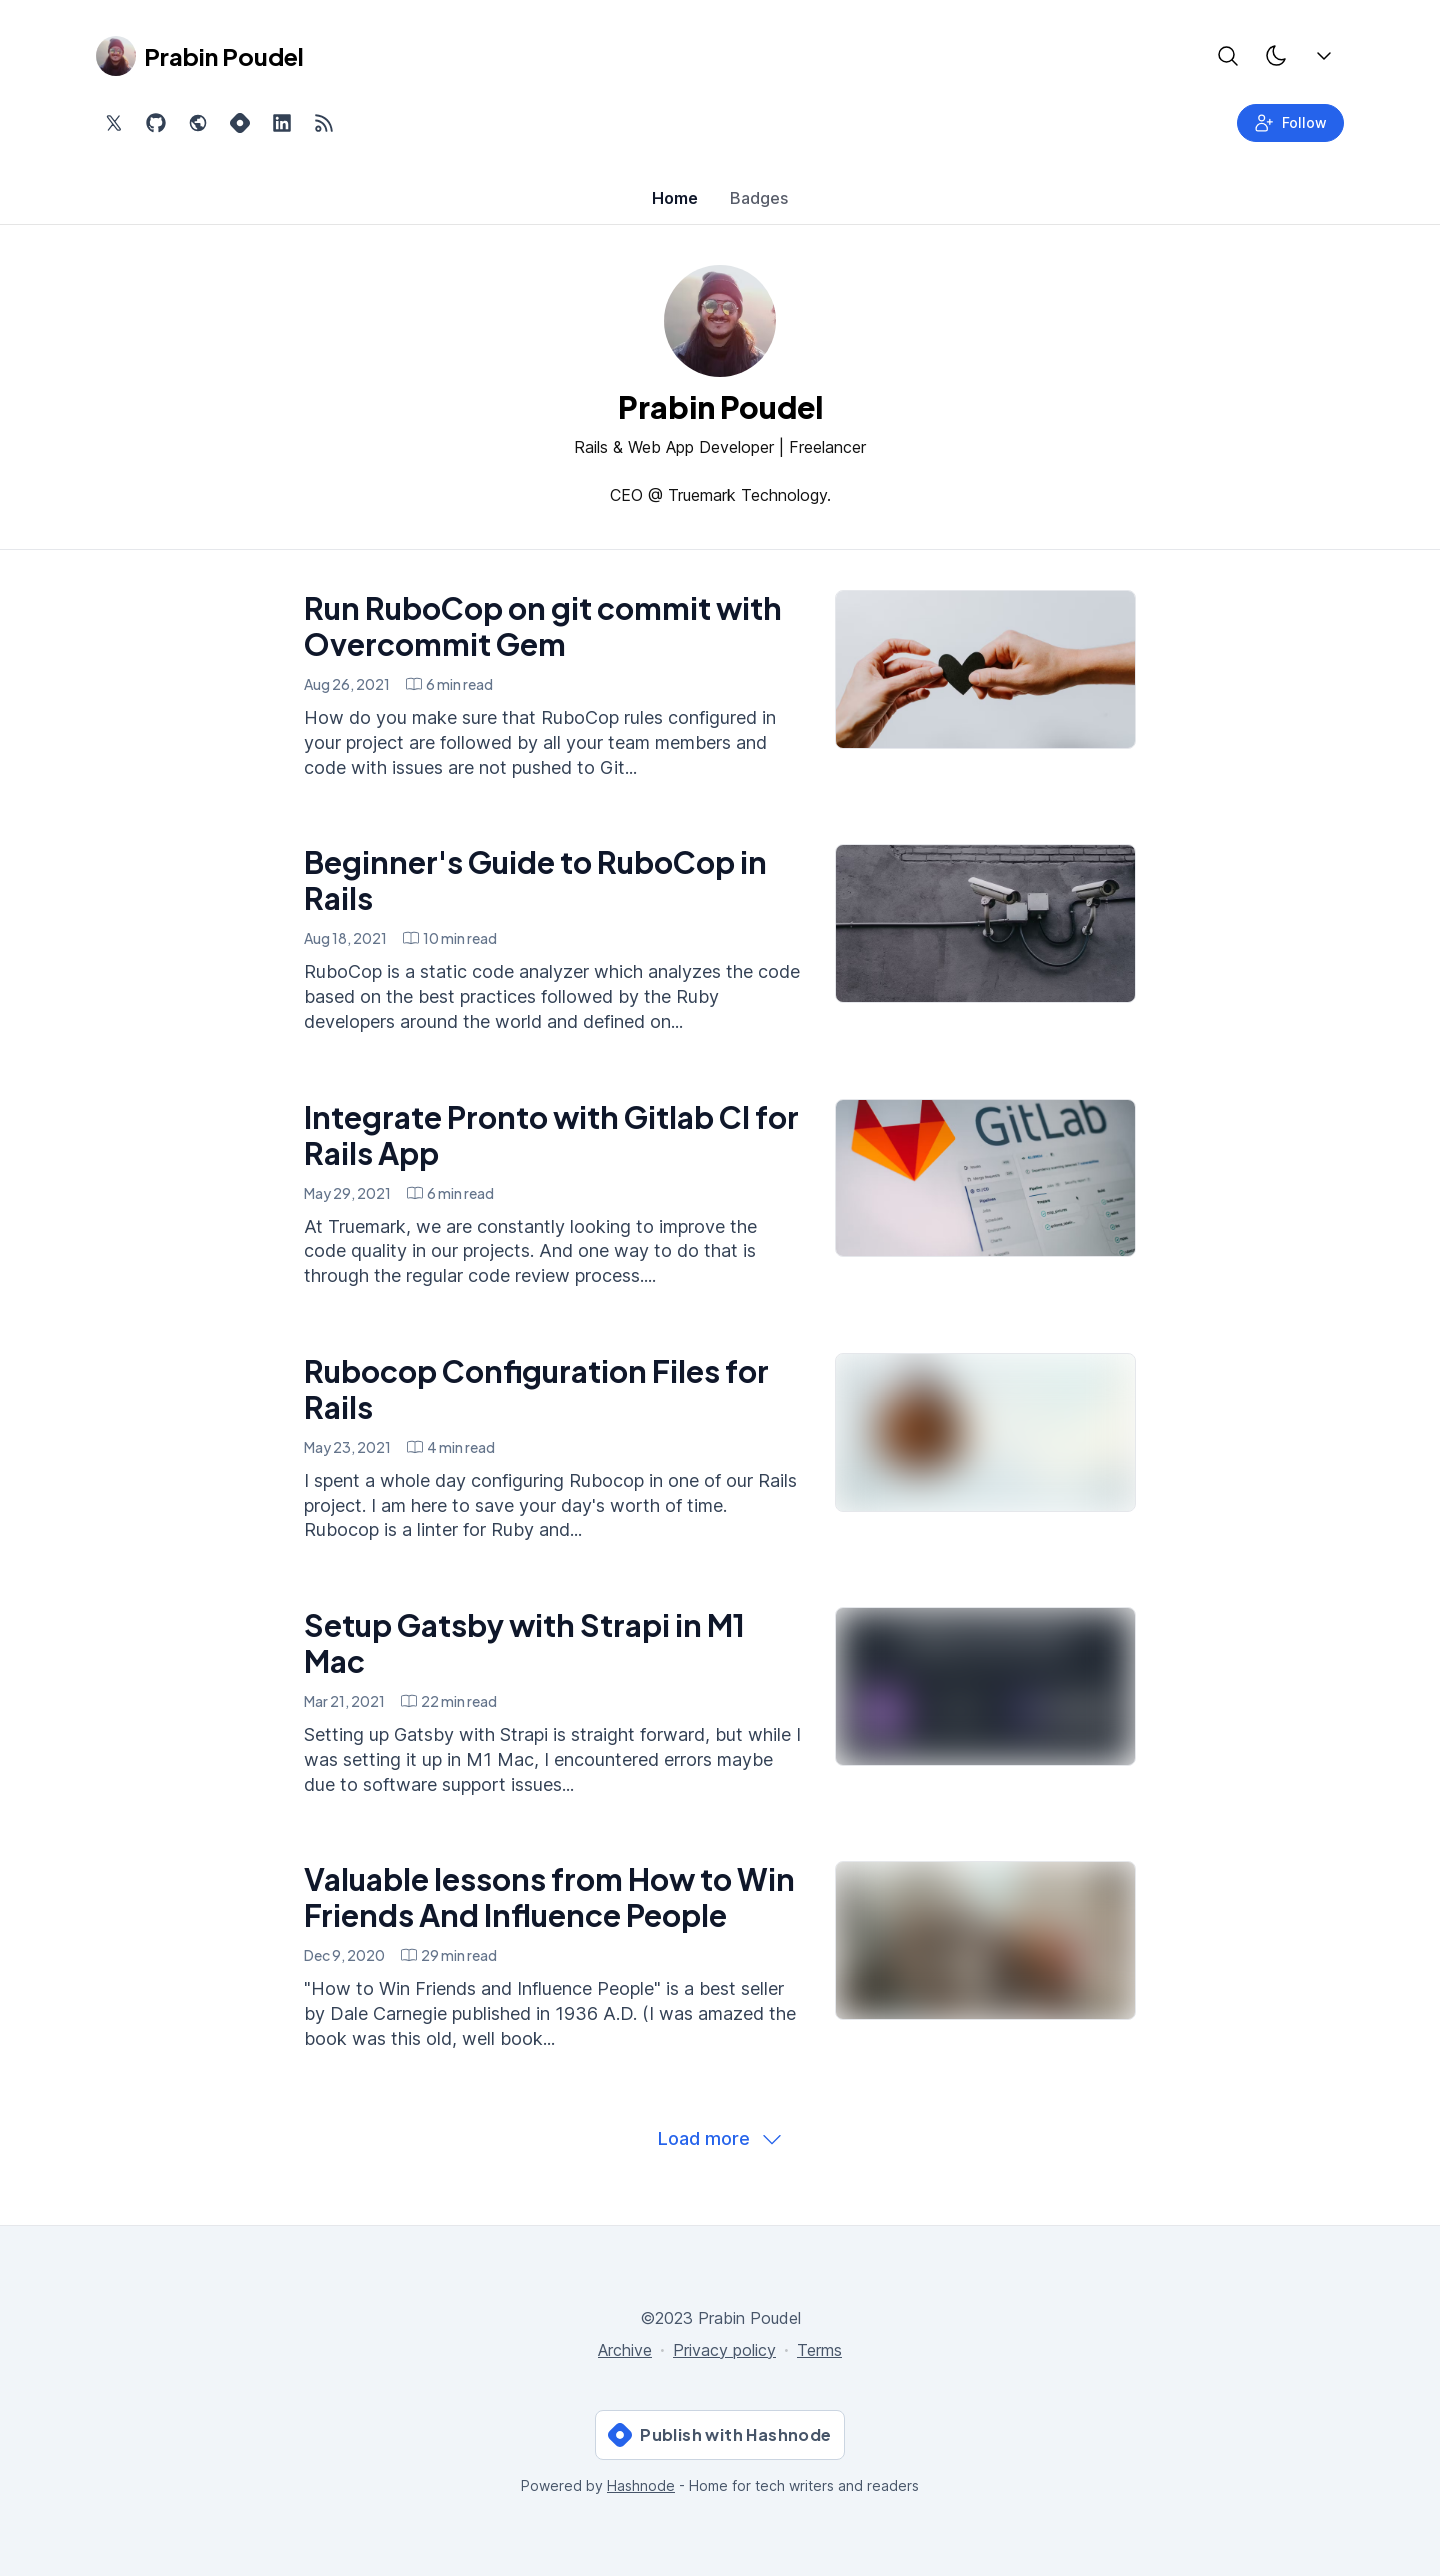 Prabin Poudel
Follow
Home Badges
Prabin Poudel
Rails & Web App Developer | Freelancer
CEO @ Truemark Technology.
Run RuboCop on git commit with
Overcommit Gem
Aug 26, 2021 6 min read
How do you make sure that RuboCop rules configured in
your project are followed by all your team members and
code with issues are not pushed to Git...
Beginner's Guide to RuboCop in
Rails
Aug 18, 2021 10 min read
RuboCop is a static code analyzer which analyzes the code
based on the best practices followed by the Ruby
developers around the world and defined on...
Integrate Pronto with Gitlab CI for
Rails App
May 29, 2021 6 min read
At Truemark, we are constantly looking to improve the
code quality in our projects. And one way to do that is
through the regular code review process....
GitLab
Rubocop Configuration Files for
Rails
May 23, 2021 4 min read
I spent a whole day configuring Rubocop in one of our Rails
project. I am here to save your day's worth of time.
Rubocop is a linter for Ruby and...
Setup Gatsby with Strapi in M1
Mac
Mar 21, 2021 22 min read
Setting up Gatsby with Strapi is straight forward, but while I
was setting it up in M1 Mac, I encountered errors maybe
due to software support issues...
Valuable lessons from How to Win
Friends And Influence People
Dec 9, 2020 29 min read
"How to Win Friends and Influence People" is a best seller
by Dale Carnegie published in 1936 A.D. (I was amazed the
book was this old, well book...
Load more
©2023 Prabin Poudel
Archive · Privacy policy · Terms
Publish with Hashnode
Powered by Hashnode - Home for tech writers and readers